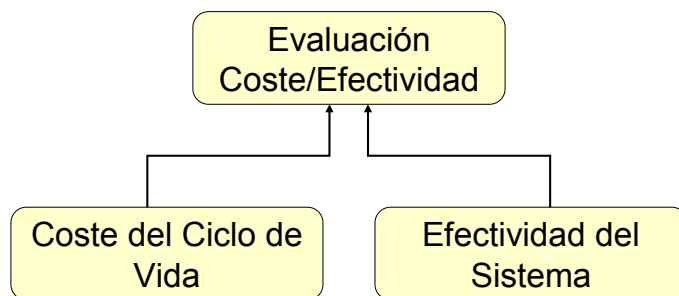 Evaluación
Coste/Efectividad
Coste del Ciclo de
Vida
Efectividad del
Sistema